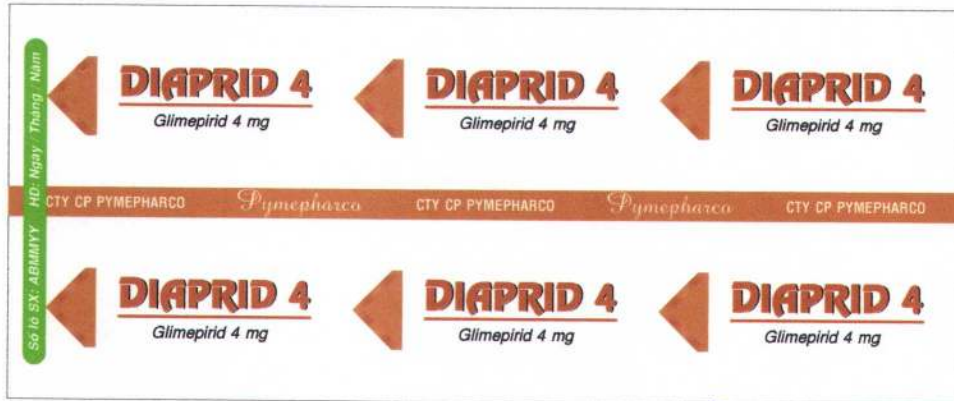 DIAPRID 4 DIAPRID 4 DIAPRID 4
Glimepirid 4 mg Glimepirid 4 mg Glimepirid 4 mg
CTY CP PYMEPHARCO Pymepharco CTY CP PYMEPHARCO Pymepharco CTY CP PYMEPHARCO
DIAPRID 4 DIAPRID 4 DIAPRID 4
Glimepirid 4 mg Glimepirid 4 mg Glimepirid 4 mg
Số lô SX: ABMMYY HD: Ngày / Tháng / Năm